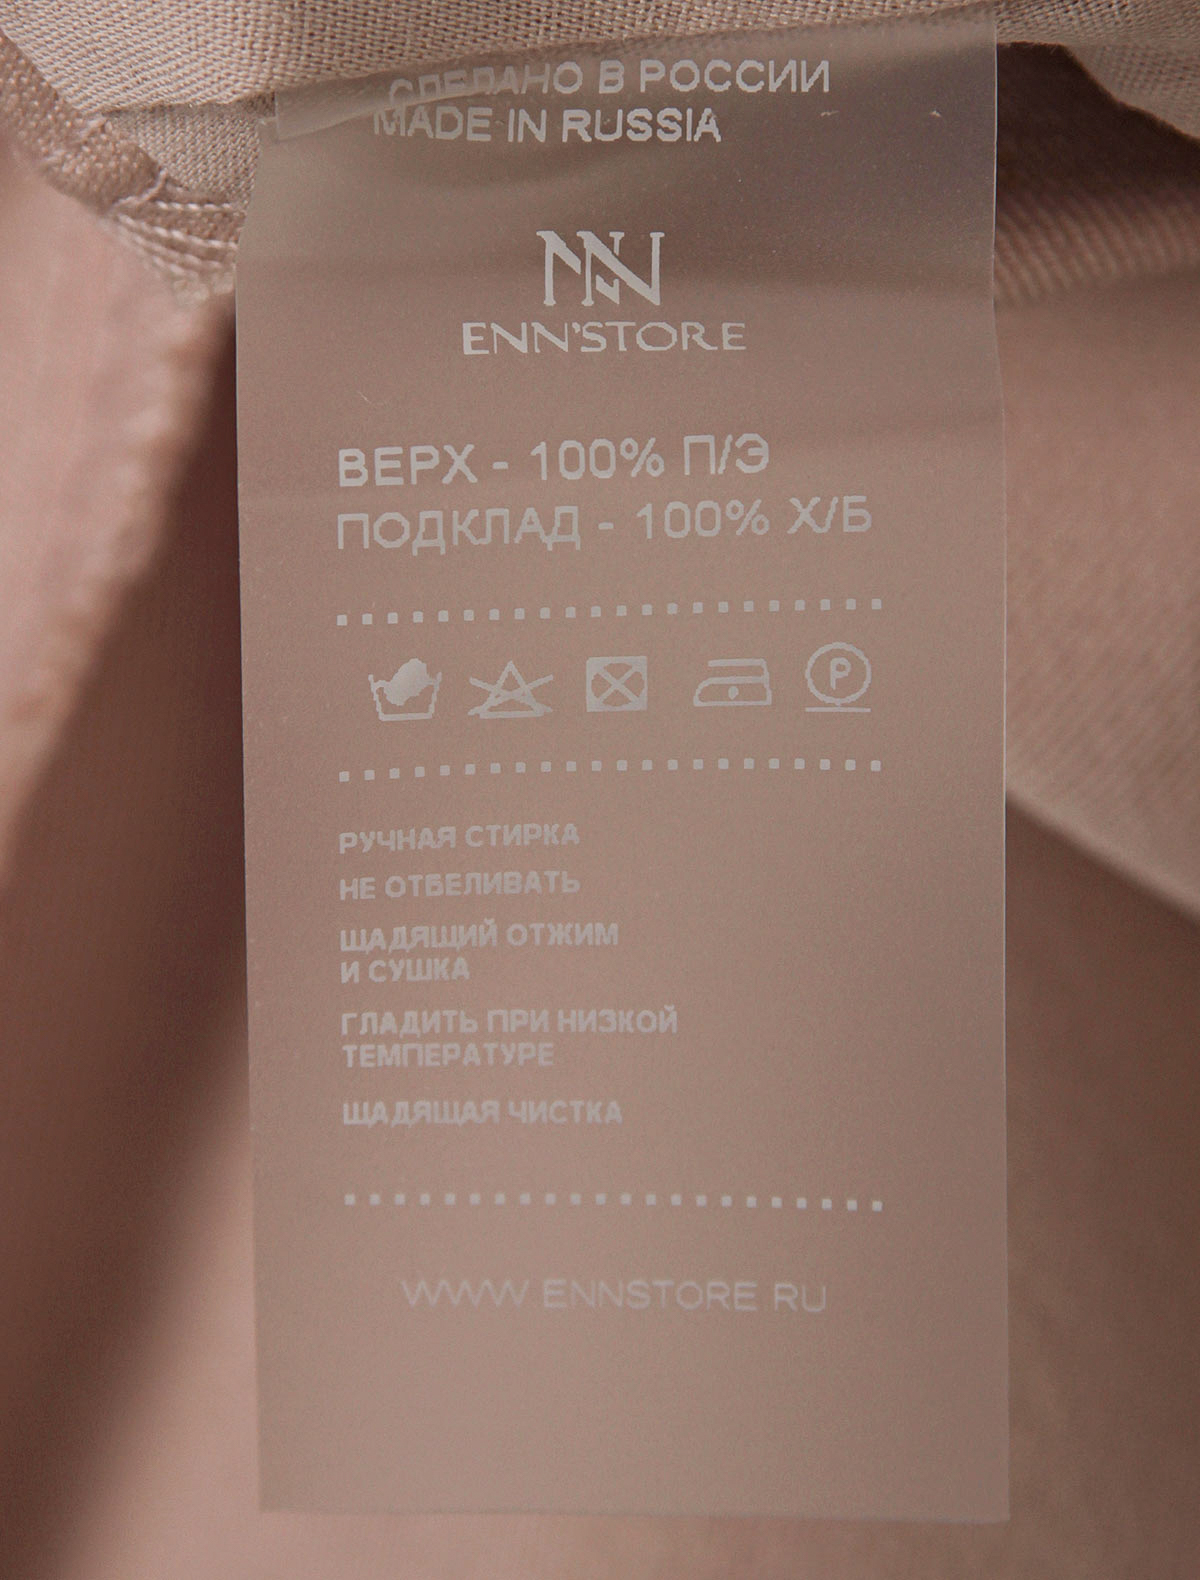 СДЕЛАНО В РОССИИ
MADE IN RUSSIA
ENN'STORE
ВЕРХ - 100% П/Э
ПОДКЛАД - 100% Х/Б
P
РУЧНАЯ СТИРКА
НЕ ОТБЕЛИВАТЬ
ЩАДЯЩИЙ ОТЖИМ
И СУШКА
ГЛАДИТЬ ПРИ НИЗКОЙ
ТЕМПЕРАТУРЕ
ЩАДЯЩАЯ ЧИСТКА
WWW ENNSTORE RU